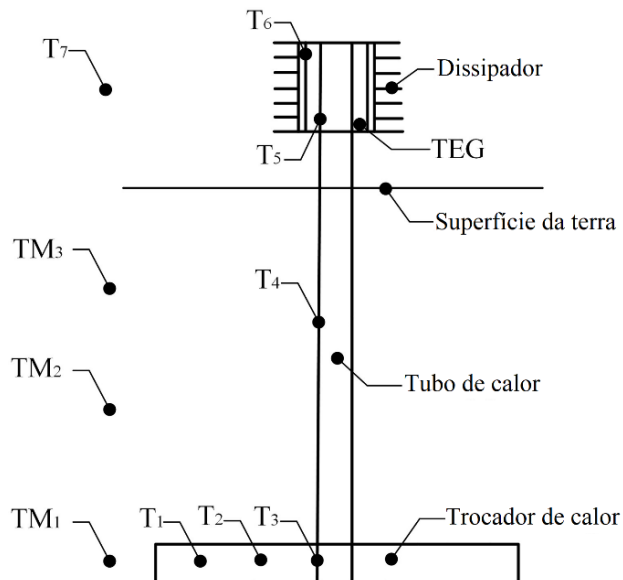 T₆
T₇
Dissipador
T₅
TEG
Superfície da terra
TM₃
T₄
TM₂
Tubo de calor
TM₁
T₁
T₂
T₃
Trocador de calor